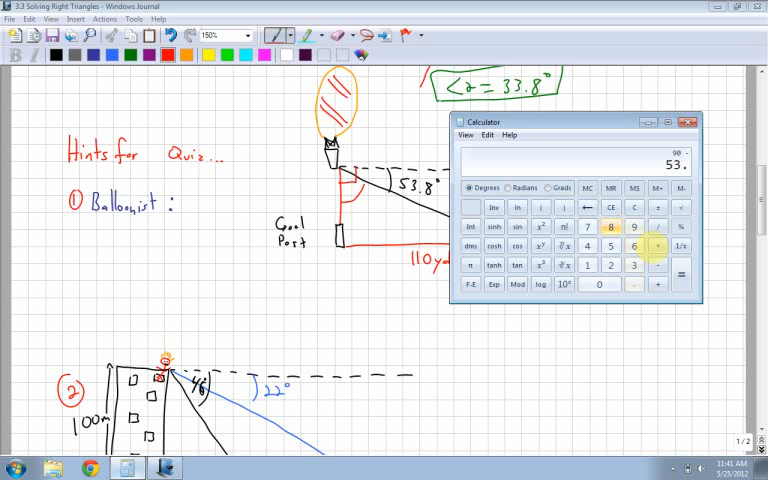 3.3 Solving Right Triangles - Windows Journal
File Edit View Insert Actions Tools Help
150%
B I
<2 = 33.8°
Hints for Quiz...
① Balloonist :
53.8°
Goal
Post
110yd
Calculator
View Edit Help
90 -
53.
Degrees Radians Grads MC MR MS M+ M-
Inv ln ( ) ← CE C ± √
Int sinh sin x² n! 7 8 9 / %
dms cosh cos xʸ ʸ√x 4 5 6 * 1/x
π tanh tan x³ ³√x 1 2 3 - =
F-E Exp Mod log 10ˣ 0 . +
②
100m
46°
22°
1 / 2
11:41 AM
5/25/2012